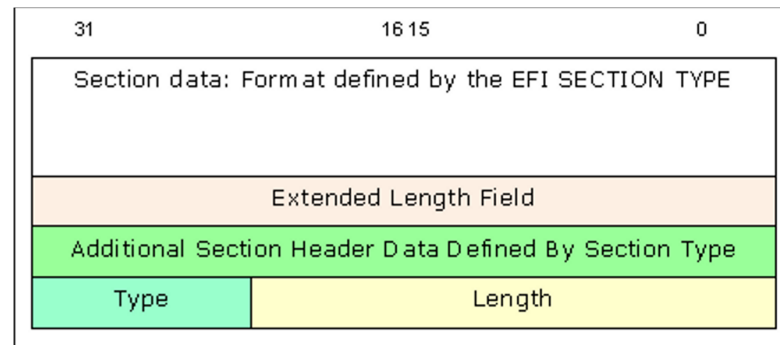 31 16 15 0
Section data: Format defined by the EFI SECTION TYPE
Extended Length Field
Additional Section Header Data Defined By Section Type
Type Length